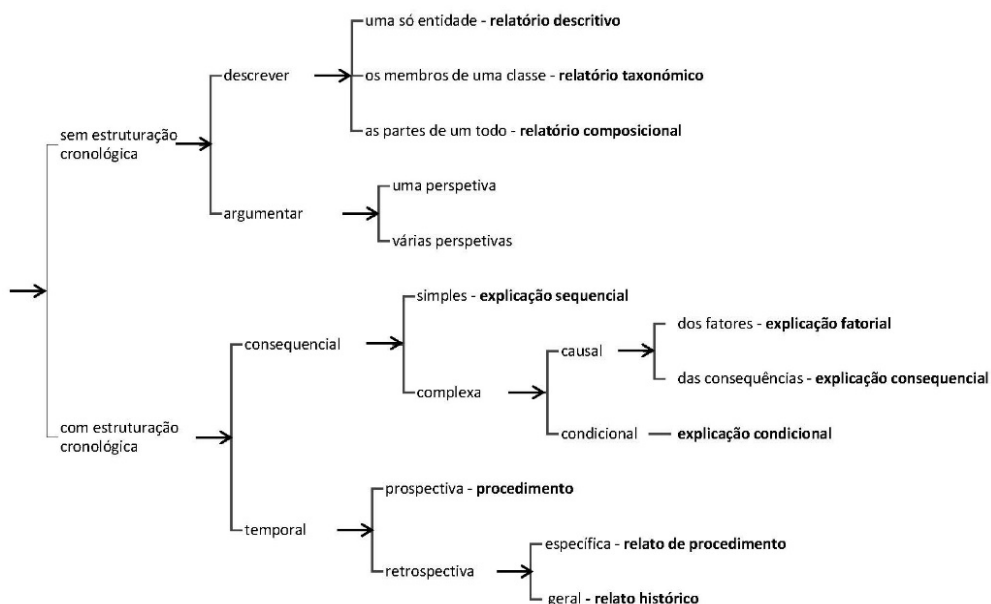 uma só entidade - relatório descritivo
descrever
os membros de uma classe - relatório taxonómico
as partes de um todo - relatório composicional
sem estruturação
cronológica
uma perspetiva
argumentar
várias perspetivas
simples - explicação sequencial
dos fatores - explicação fatorial
consequencial
causal
das consequências - explicação consequencial
complexa
com estruturação
cronológica
condicional
explicação condicional
prospectiva - procedimento
temporal
específica - relato de procedimento
retrospectiva
geral - relato histórico